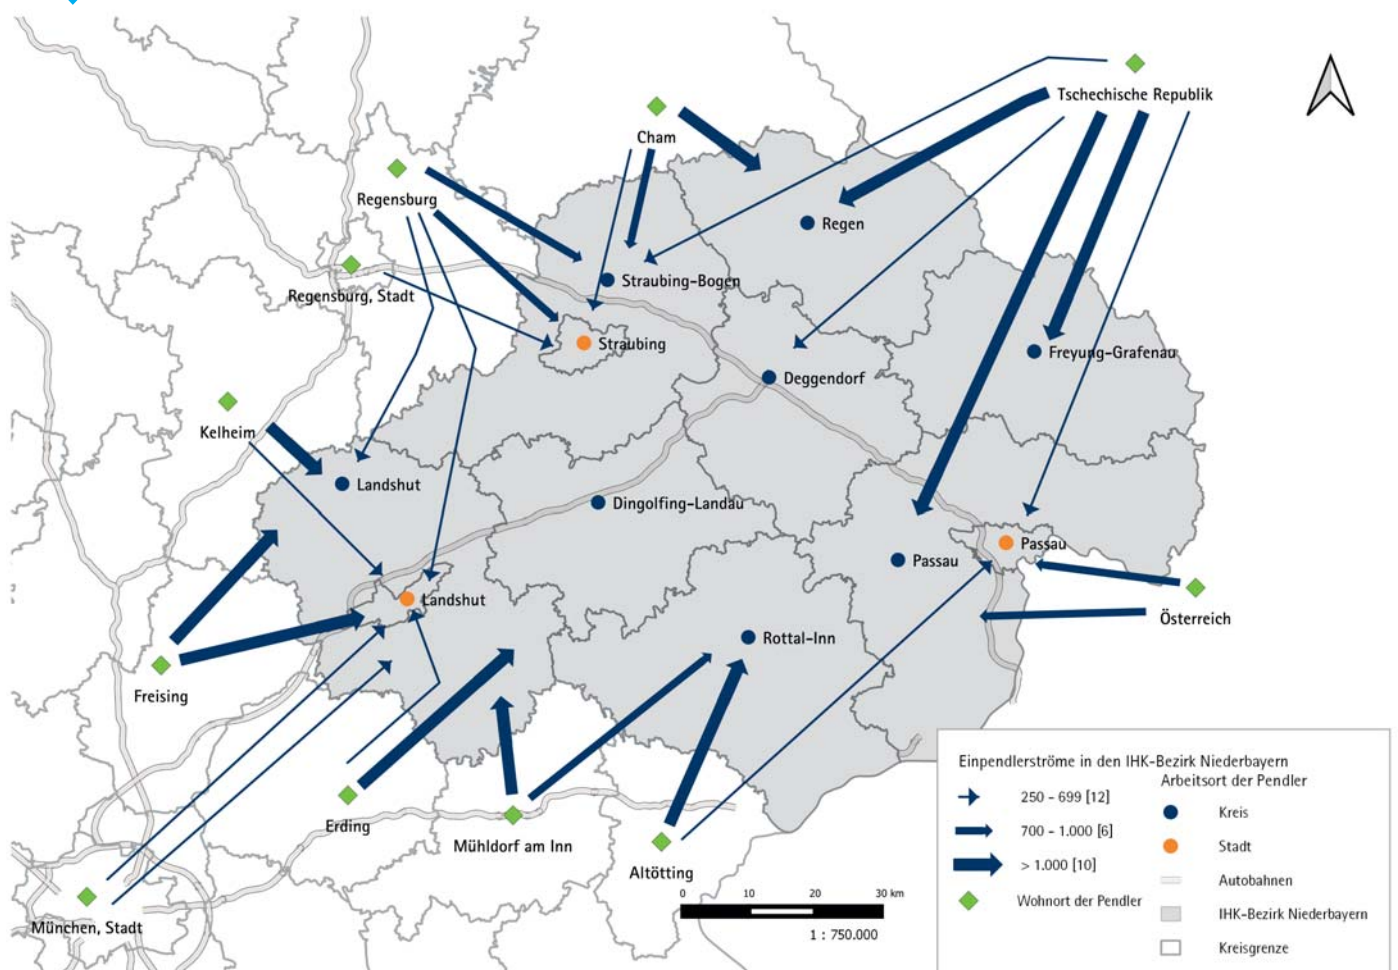 Tschechische Republik
Cham
Regensburg
Regen
Straubing-Bogen
Regensburg, Stadt
Straubing
Freyung-Grafenau
Deggendorf
Kelheim
Landshut
Dingolfing-Landau
Passau
Passau
Landshut
Österreich
Rottal-Inn
Freising
Erding
Mühldorf am Inn
Altötting
München, Stadt
0 10 20 30 km
1 : 750.000
Einpendlerströme in den IHK-Bezirk Niederbayern
Arbeitsort der Pendler
250 - 699 [12]
Kreis
700 - 1.000 [6]
Stadt
> 1.000 [10]
Autobahnen
Wohnort der Pendler
IHK-Bezirk Niederbayern
Kreisgrenze